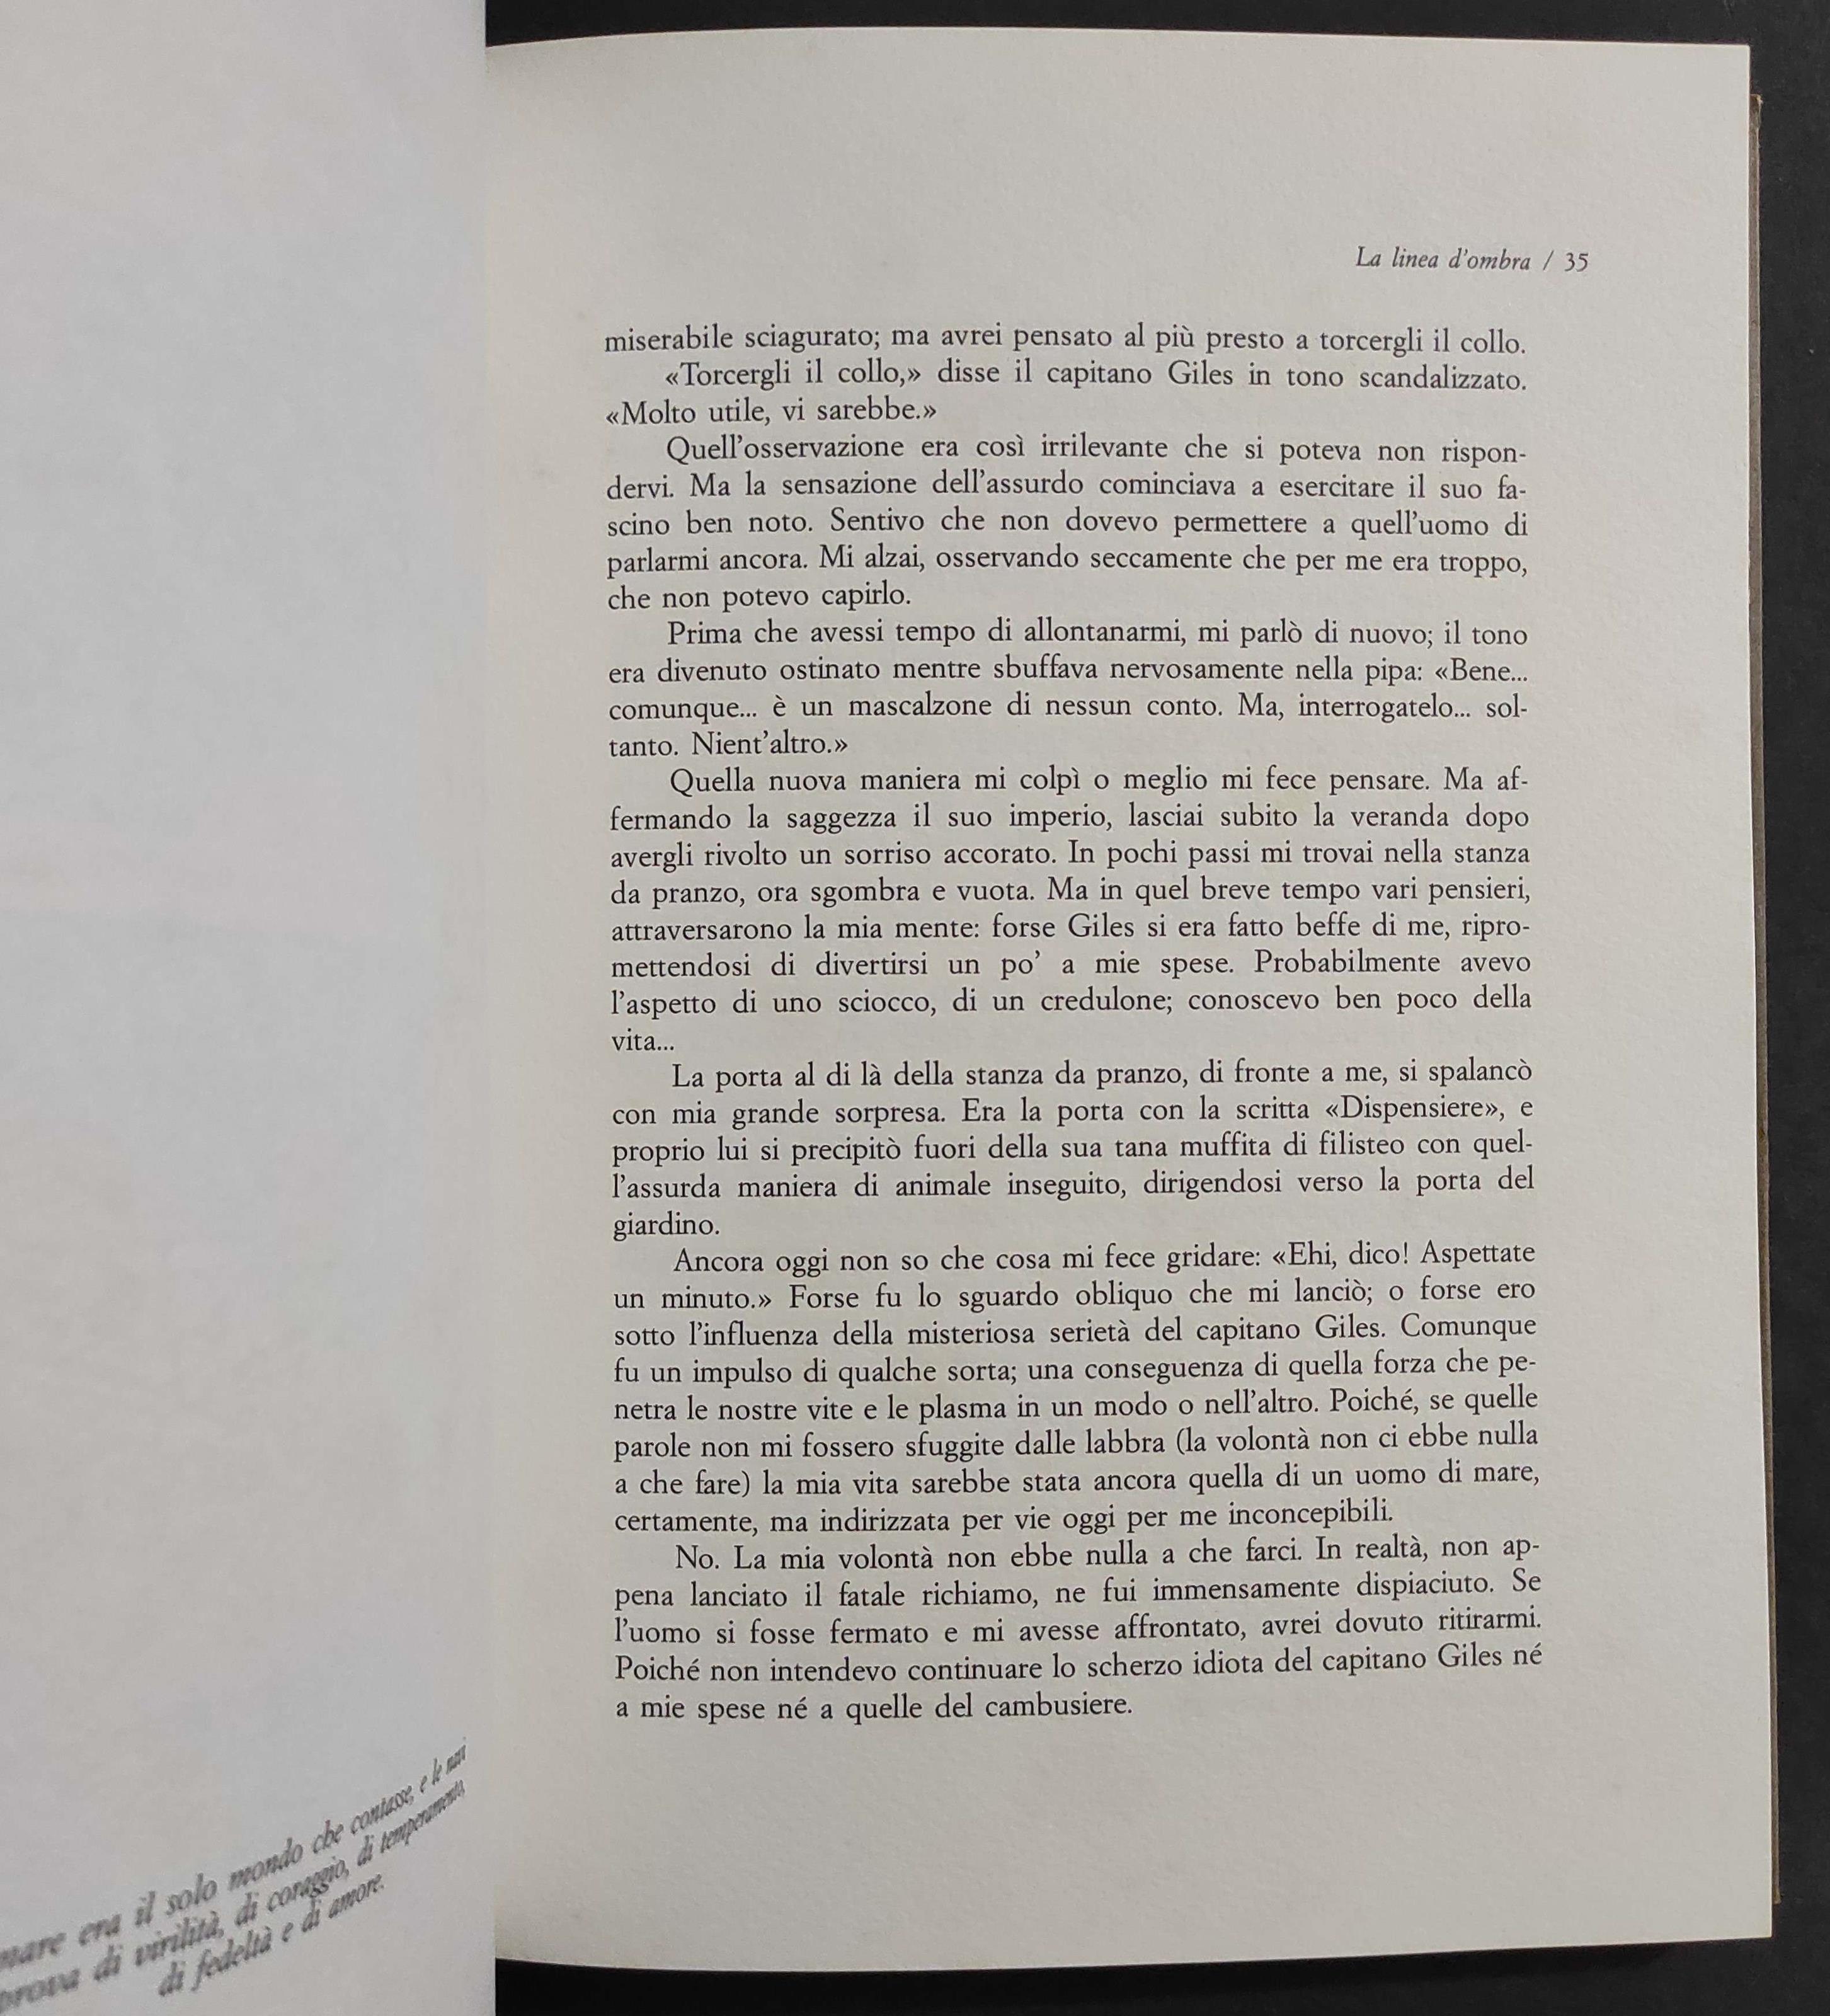 mare era il solo mondo che contasse, e le navi
prova di virilità, di coraggio, di temperamento,
di fedeltà e di amore.
La linea d'ombra / 35
miserabile sciagurato; ma avrei pensato al più presto a torcergli il collo.
«Torcergli il collo,» disse il capitano Giles in tono scandalizzato.
«Molto utile, vi sarebbe.»
Quell'osservazione era così irrilevante che si poteva non rispon-
dervi. Ma la sensazione dell'assurdo cominciava a esercitare il suo fa-
scino ben noto. Sentivo che non dovevo permettere a quell'uomo di
parlarmi ancora. Mi alzai, osservando seccamente che per me era troppo,
che non potevo capirlo.
Prima che avessi tempo di allontanarmi, mi parlò di nuovo; il tono
era divenuto ostinato mentre sbuffava nervosamente nella pipa: «Bene...
comunque... è un mascalzone di nessun conto. Ma, interrogatelo... sol-
tanto. Nient'altro.»
Quella nuova maniera mi colpì o meglio mi fece pensare. Ma af-
fermando la saggezza il suo imperio, lasciai subito la veranda dopo
avergli rivolto un sorriso accorato. In pochi passi mi trovai nella stanza
da pranzo, ora sgombra e vuota. Ma in quel breve tempo vari pensieri,
attraversarono la mia mente: forse Giles si era fatto beffe di me, ripro-
mettendosi di divertirsi un po' a mie spese. Probabilmente avevo
l'aspetto di uno sciocco, di un credulone; conoscevo ben poco della
vita...
La porta al di là della stanza da pranzo, di fronte a me, si spalancò
con mia grande sorpresa. Era la porta con la scritta «Dispensiere», e
proprio lui si precipitò fuori della sua tana muffita di filisteo con quel-
l'assurda maniera di animale inseguito, dirigendosi verso la porta del
giardino.
Ancora oggi non so che cosa mi fece gridare: «Ehi, dico! Aspettate
un minuto.» Forse fu lo sguardo obliquo che mi lanciò; o forse ero
sotto l'influenza della misteriosa serietà del capitano Giles. Comunque
fu un impulso di qualche sorta; una conseguenza di quella forza che pe-
netra le nostre vite e le plasma in un modo o nell'altro. Poiché, se quelle
parole non mi fossero sfuggite dalle labbra (la volontà non ci ebbe nulla
a che fare) la mia vita sarebbe stata ancora quella di un uomo di mare,
certamente, ma indirizzata per vie oggi per me inconcepibili.
No. La mia volontà non ebbe nulla a che farci. In realtà, non ap-
pena lanciato il fatale richiamo, ne fui immensamente dispiaciuto. Se
l'uomo si fosse fermato e mi avesse affrontato, avrei dovuto ritirarmi.
Poiché non intendevo continuare lo scherzo idiota del capitano Giles né
a mie spese né a quelle del cambusiere.